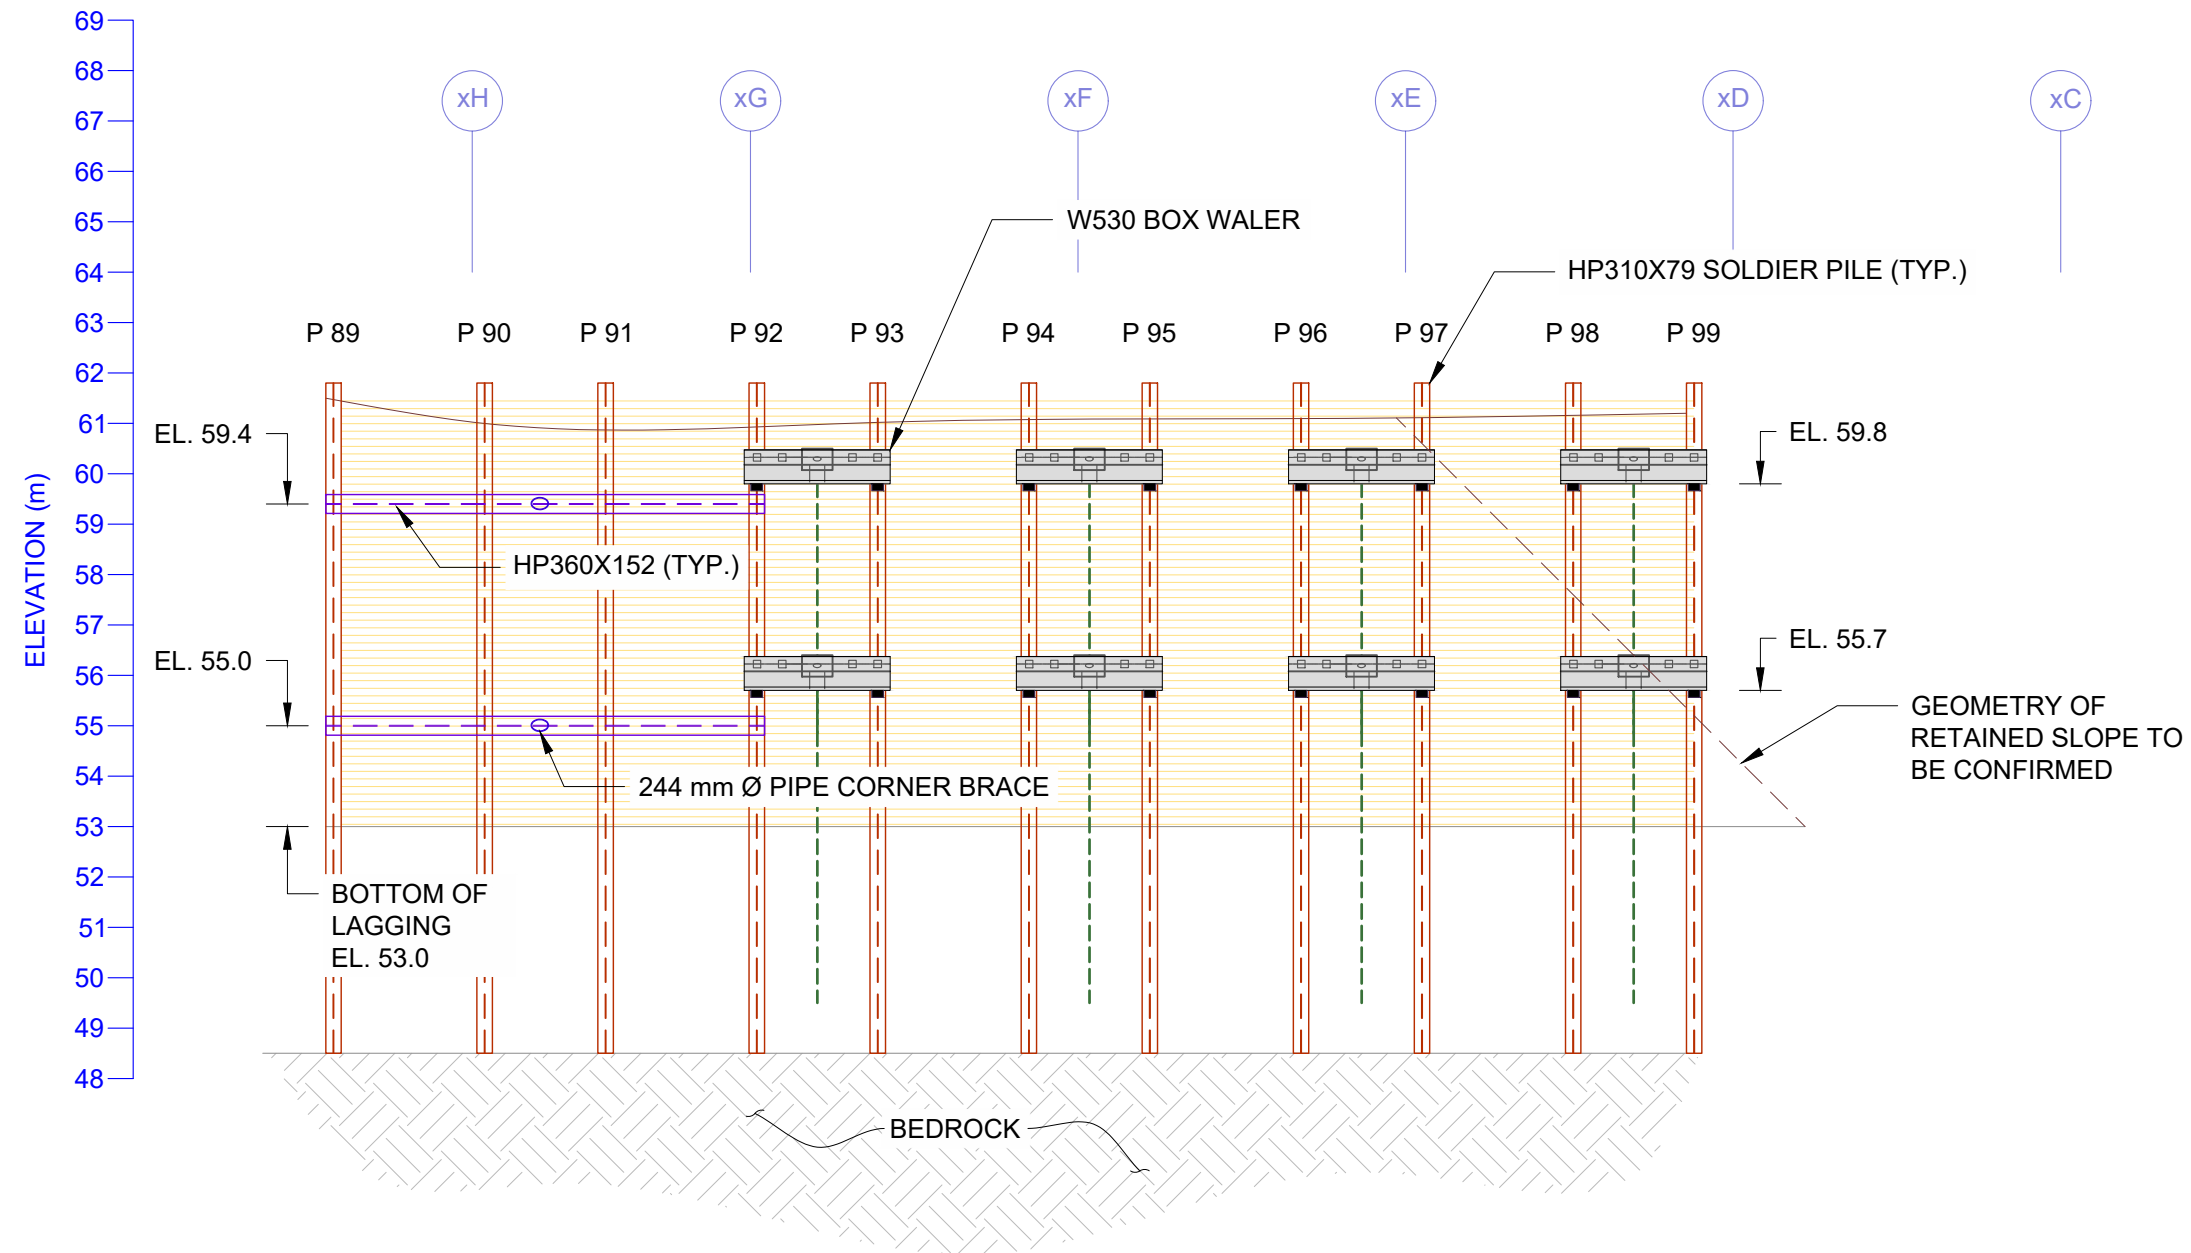 69
68
67
66
65
64
63
62
61
60
59
58
57
56
55
54
53
52
51
50
49
48
ELEVATION (m)
xH
xG
xF
xE
xD
xC
W530 BOX WALER
HP310X79 SOLDIER PILE (TYP.)
P 89
P 90
P 91
P 92
P 93
P 94
P 95
P 96
P 97
P 98
P 99
EL. 59.4
EL. 59.8
HP360X152 (TYP.)
EL. 55.0
EL. 55.7
GEOMETRY OF
RETAINED SLOPE TO
BE CONFIRMED
244 mm Ø PIPE CORNER BRACE
BOTTOM OF
LAGGING
EL. 53.0
BEDROCK